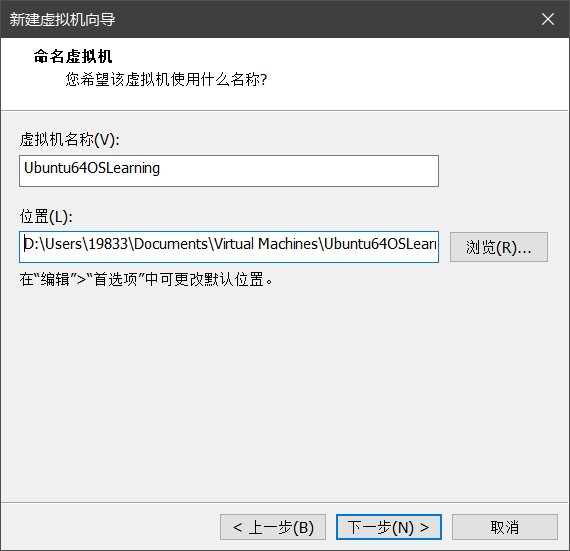 新建虚拟机向导
命名虚拟机
您希望该虚拟机使用什么名称?
虚拟机名称(V):
Ubuntu64OSLearning
位置(L):
D:\Users\19833\Documents\Virtual Machines\Ubuntu64OSLearn
浏览(R)...
在“编辑”>“首选项”中可更改默认位置。
< 上一步(B) 下一步(N) > 取消